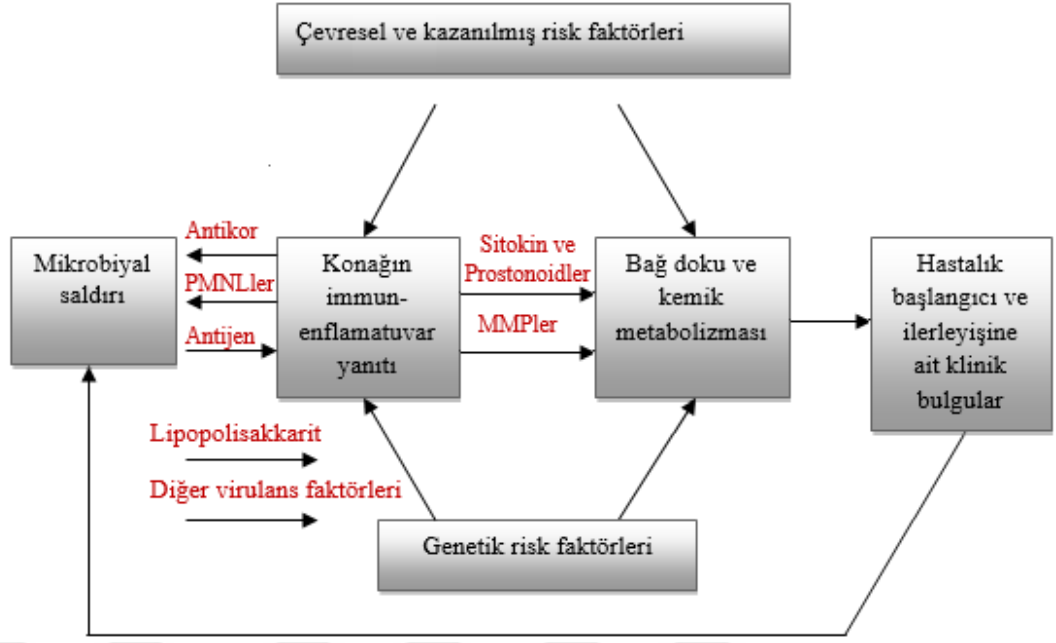 Çevresel ve kazanılmış risk faktörleri
Antikor
PMNLler
Antijen
Mikrobiyal
saldırı
Konağın
immun-
enflamatuvar
yanıtı
Sitokin ve
Prostonoidler
MMPler
Bağ doku ve
kemik
metabolizması
Hastalık
başlangıcı ve
ilerleyişine
ait klinik
bulgular
Lipopolisakkarit
Diğer virulans faktörleri
Genetik risk faktörleri